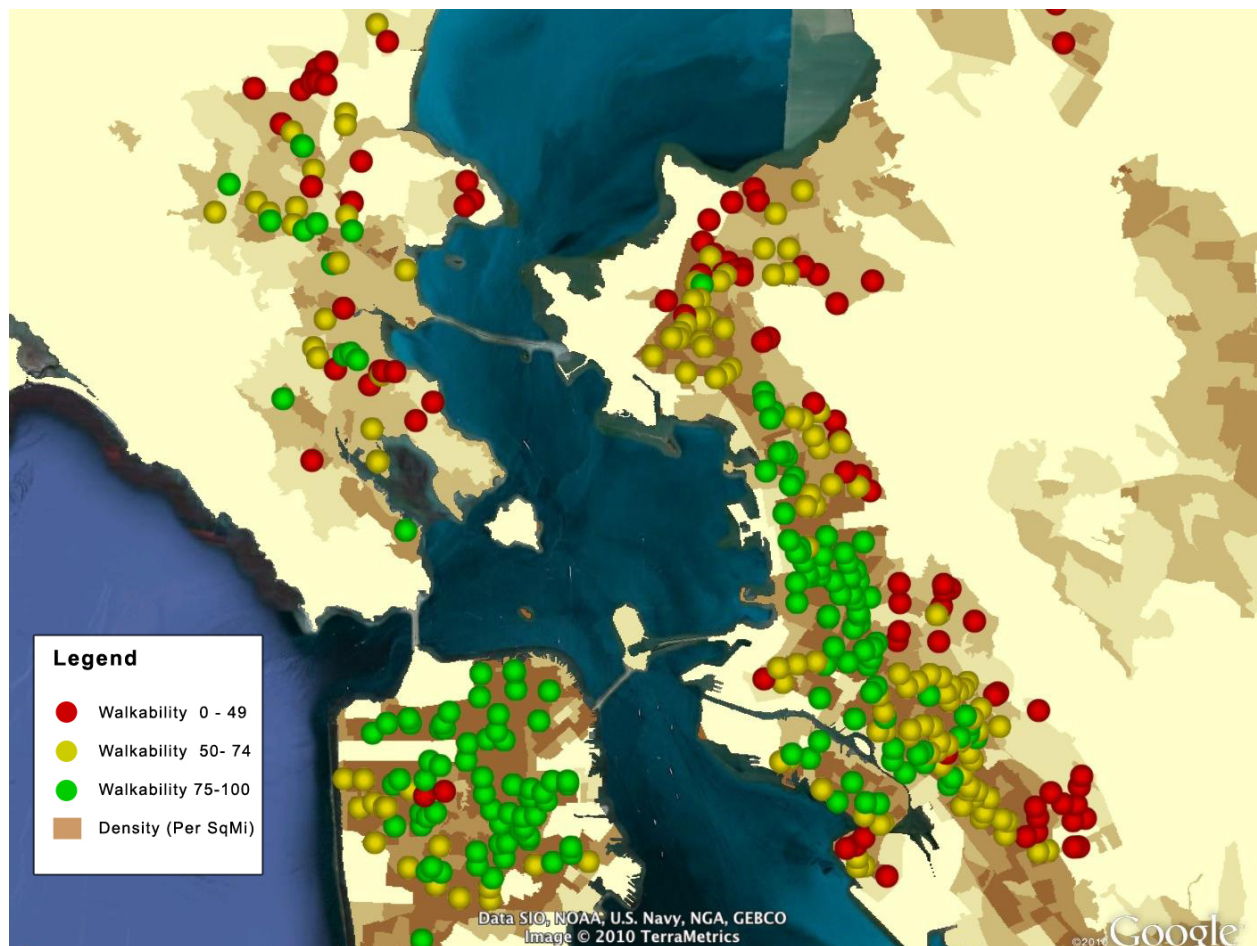 Legend
Walkability 0 - 49
Walkability 50- 74
Walkability 75-100
Density (Per SqMi)
Data SIO, NOAA, U.S. Navy, NGA, GEBCO
Image © 2010 TerraMetrics
©2010 Google